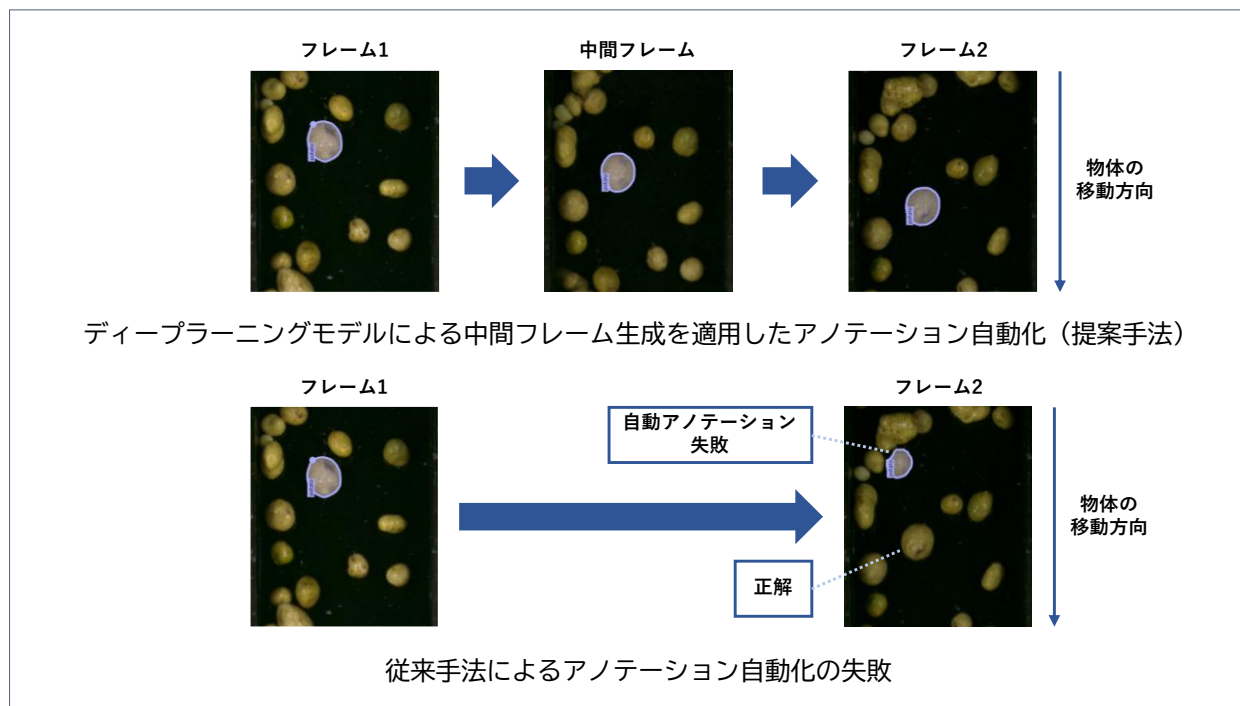 フレーム1
中間フレーム
フレーム2
物体の
移動方向
ディープラーニングモデルによる中間フレーム生成を適用したアノテーション自動化（提案手法）
フレーム1
フレーム2
自動アノテーション
失敗
物体の
移動方向
正解
従来手法によるアノテーション自動化の失敗